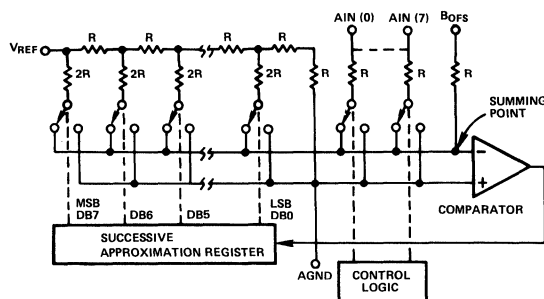 AIN (0) AIN (7) BOFS
VREF R R R R
2R 2R 2R 2R R R R R
SUMMING
POINT
−
+
COMPARATOR
MSB
DB7 DB6 DB5 LSB
DB0
SUCCESSIVE
APPROXIMATION REGISTER
AGND
CONTROL
LOGIC